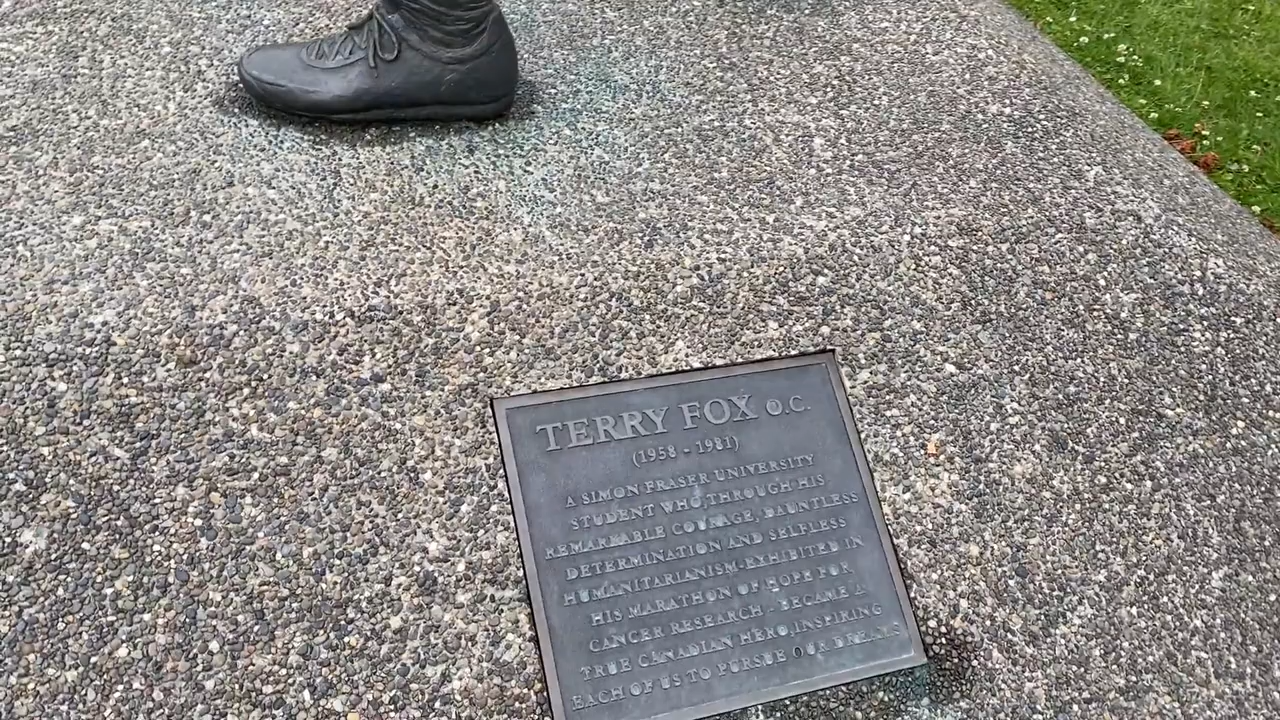 TERRY FOX O.C.
(1958 - 1981)
A SIMON FRASER UNIVERSITY
STUDENT WHO, THROUGH HIS
REMARKABLE COURAGE, DAUNTLESS
DETERMINATION AND SELFLESS
HUMANITARIANISM-EXHIBITED IN
HIS MARATHON OF HOPE FOR
CANCER RESEARCH - BECAME A
TRUE CANADIAN HERO, INSPIRING
EACH OF US TO PURSUE OUR DREAMS